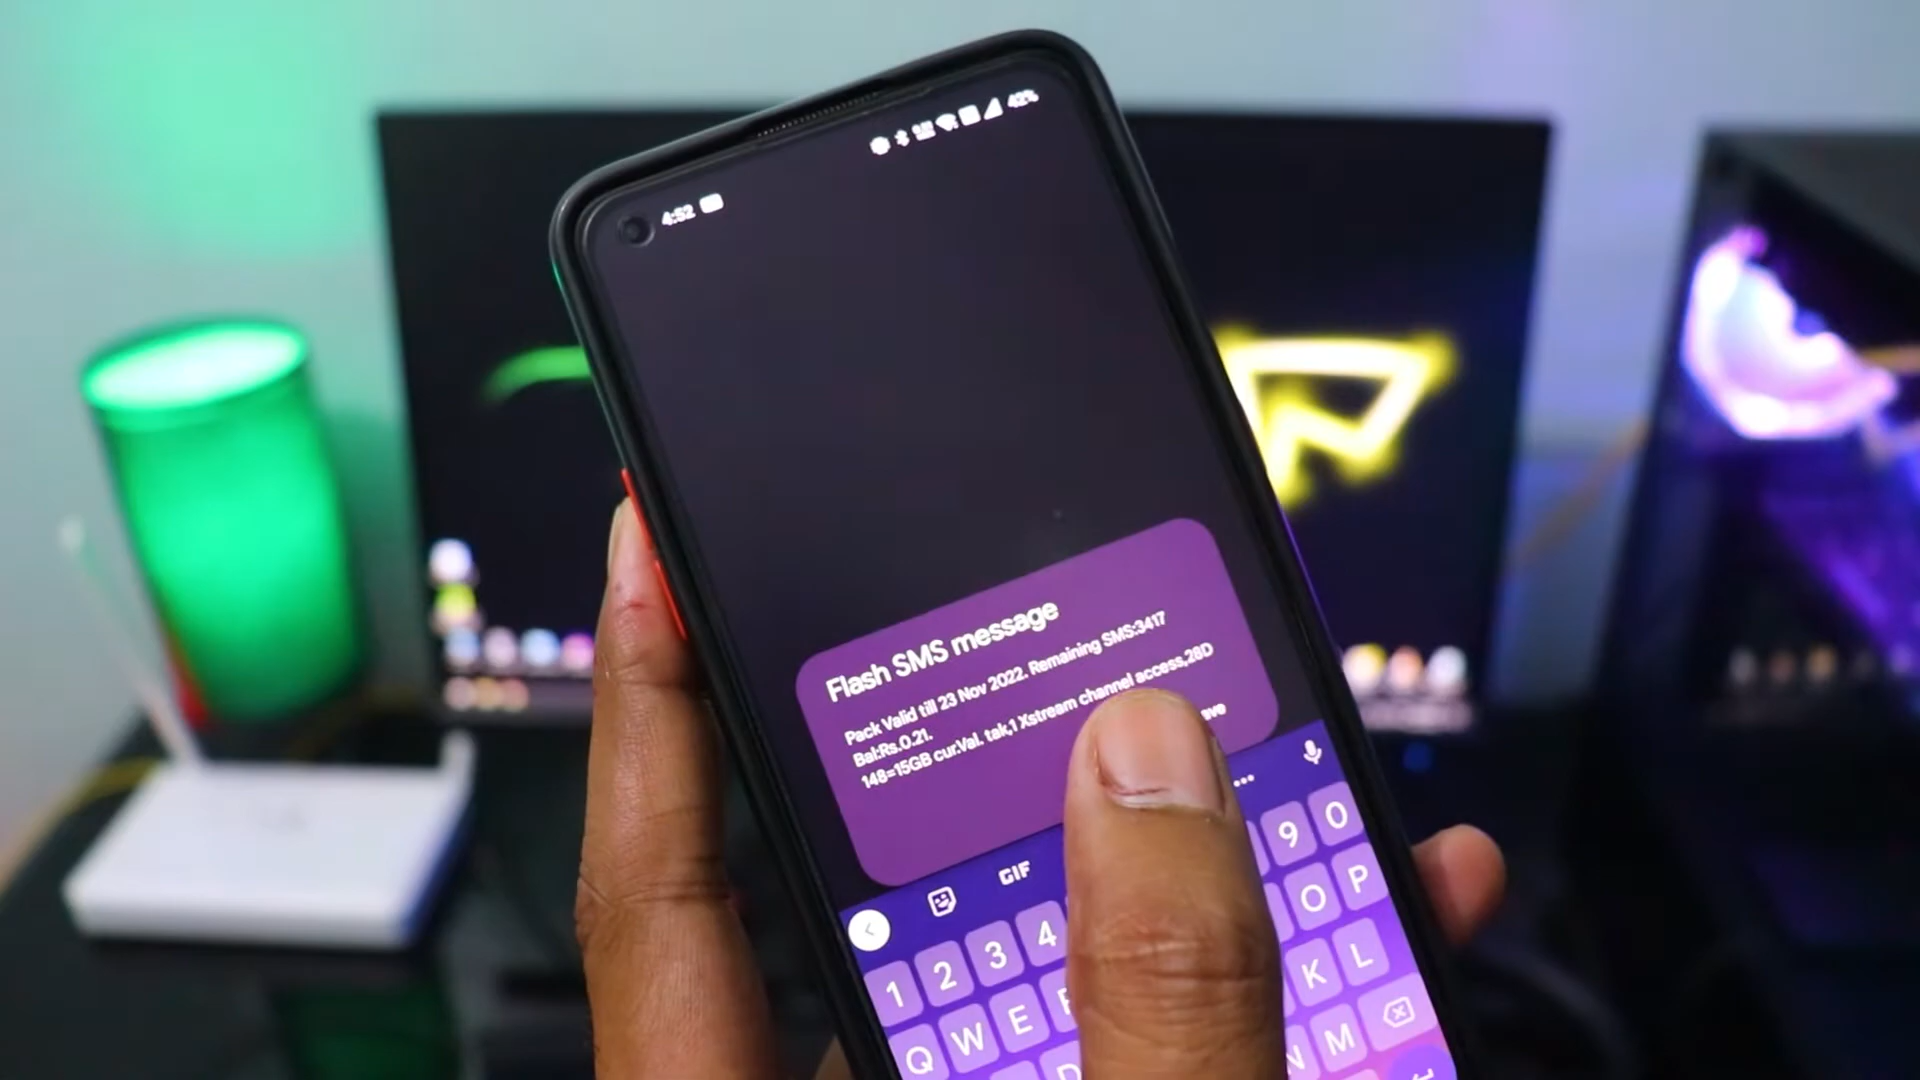 4:52
42%
Flash SMS message
Pack Valid till 23 Nov 2022. Remaining SMS:3417
Bal:Rs.0.21.
148=15GB cur.Val. tak,1 Xstream channel access,28D
GIF
1 2 3 4 9 0
Q W E O P
D K L
N M